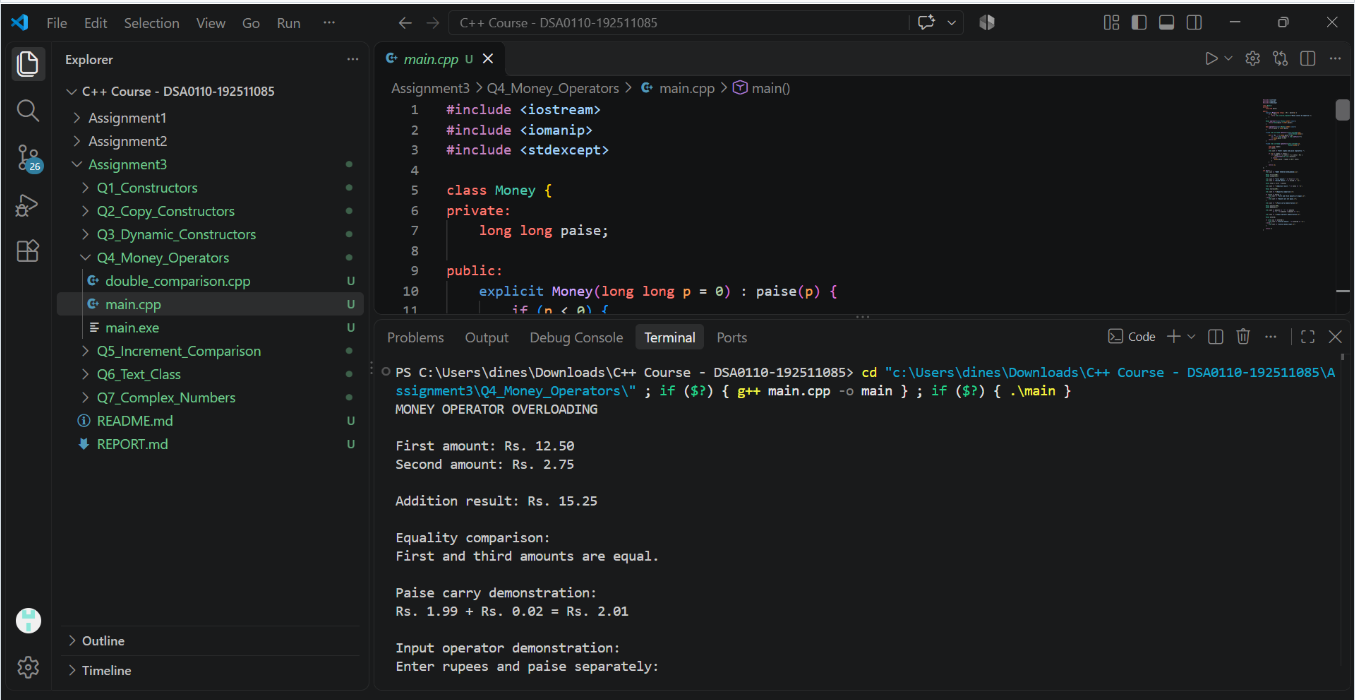 File Edit Selection View Go Run ··· C++ Course - DSA0110-192511085
Explorer ···
C++ Course - DSA0110-192511085
Assignment1
Assignment2
Assignment3
Q1_Constructors
Q2_Copy_Constructors
Q3_Dynamic_Constructors
Q4_Money_Operators
double_comparison.cpp U
main.cpp U
main.exe U
Q5_Increment_Comparison
Q6_Text_Class
Q7_Complex_Numbers
README.md U
REPORT.md U
Outline
Timeline
26
main.cpp U
Assignment3 > Q4_Money_Operators > main.cpp > main()
1 #include <iostream>
2 #include <iomanip>
3 #include <stdexcept>
4
5 class Money {
6 private:
7 long long paise;
8
9 public:
10 explicit Money(long long p = 0) : paise(p) {
11 if (p < 0) {
Problems Output Debug Console Terminal Ports Code
PS C:\Users\dines\Downloads\C++ Course - DSA0110-192511085> cd "c:\Users\dines\Downloads\C++ Course - DSA0110-192511085\A
ssignment3\Q4_Money_Operators\" ; if ($?) { g++ main.cpp -o main } ; if ($?) { .\main }
MONEY OPERATOR OVERLOADING
First amount: Rs. 12.50
Second amount: Rs. 2.75
Addition result: Rs. 15.25
Equality comparison:
First and third amounts are equal.
Paise carry demonstration:
Rs. 1.99 + Rs. 0.02 = Rs. 2.01
Input operator demonstration:
Enter rupees and paise separately: